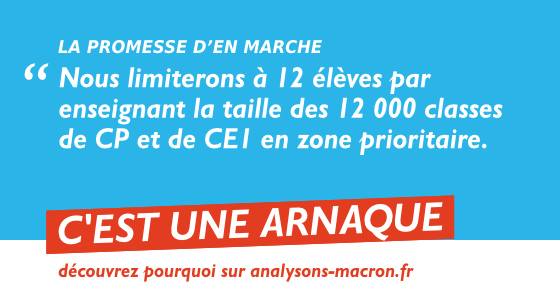 LA PROMESSE D’EN MARCHE
“ Nous limiterons à 12 élèves par
enseignant la taille des 12 000 classes
de CP et de CE1 en zone prioritaire.
C'EST UNE ARNAQUE
découvrez pourquoi sur analysons-macron.fr